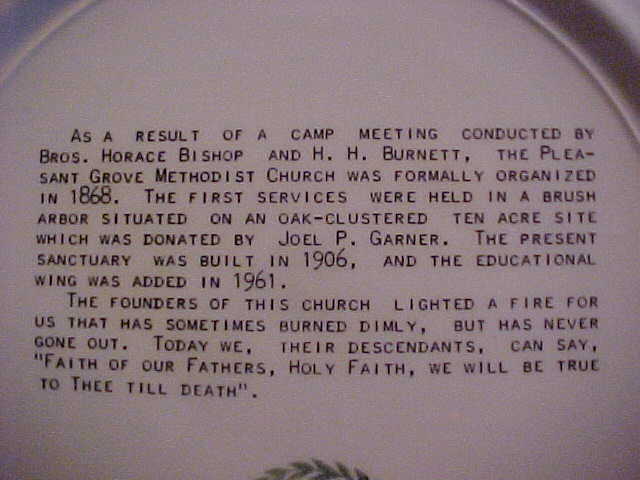 As a result of a camp meeting conducted by
Bros. Horace Bishop and H. H. Burnett, the Plea-
sant Grove Methodist Church was formally organized
in 1868. The first services were held in a brush
arbor situated on an oak-clustered ten acre site
which was donated by Joel P. Garner. The present
sanctuary was built in 1906, and the educational
wing was added in 1961.
The founders of this church lighted a fire for
us that has sometimes burned dimly, but has never
gone out. Today we, their descendants, can say,
"Faith of our Fathers, Holy Faith, we will be true
to Thee till death".